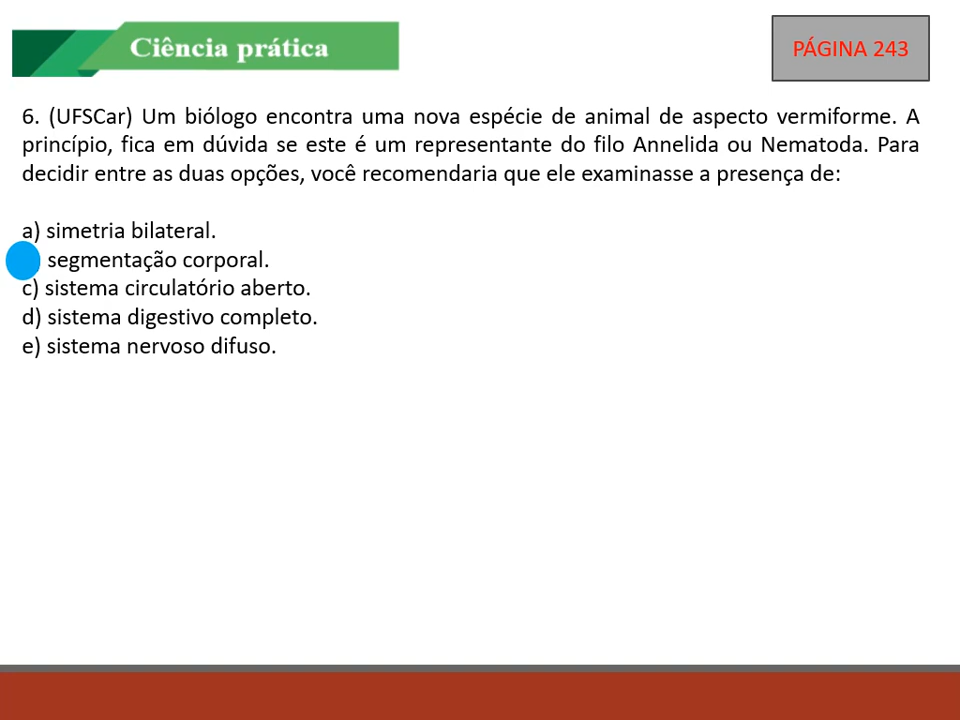 Ciência prática
PÁGINA 243
6. (UFSCar) Um biólogo encontra uma nova espécie de animal de aspecto vermiforme. A
princípio, fica em dúvida se este é um representante do filo Annelida ou Nematoda. Para
decidir entre as duas opções, você recomendaria que ele examinasse a presença de:
a) simetria bilateral.
) segmentação corporal.
c) sistema circulatório aberto.
d) sistema digestivo completo.
e) sistema nervoso difuso.